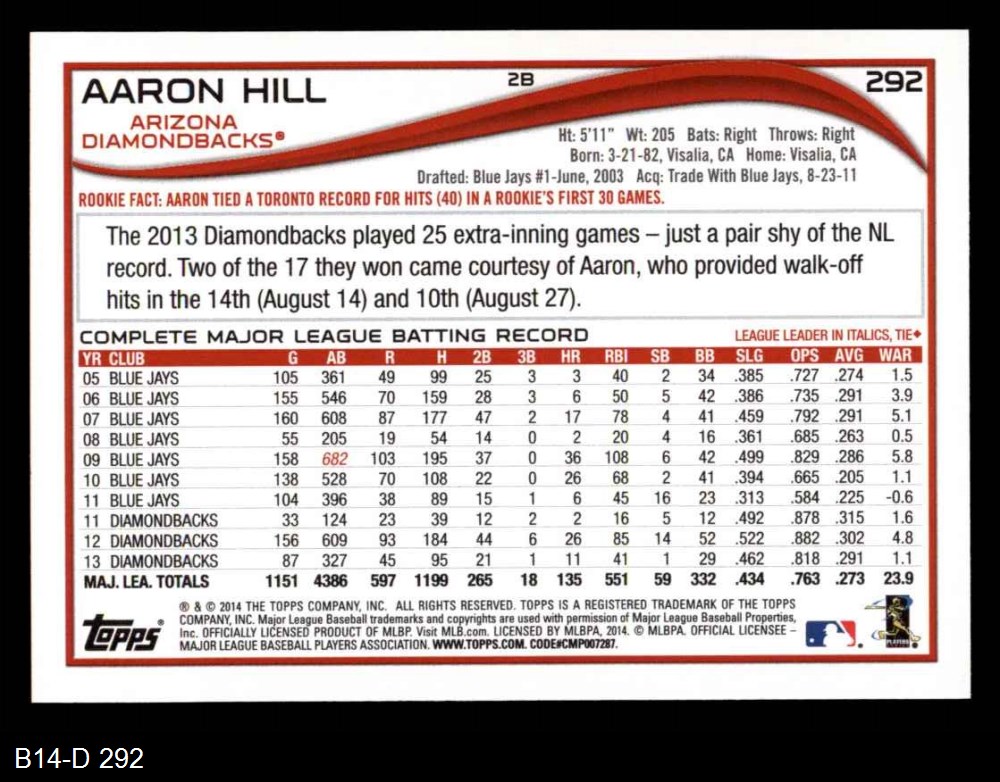 AARON HILL 2B 292
ARIZONA
DIAMONDBACKS®
Ht: 5'11" Wt: 205 Bats: Right Throws: Right
Born: 3-21-82, Visalia, CA Home: Visalia, CA
Drafted: Blue Jays #1-June, 2003 Acq: Trade With Blue Jays, 8-23-11
ROOKIE FACT: AARON TIED A TORONTO RECORD FOR HITS (40) IN A ROOKIE'S FIRST 30 GAMES.
The 2013 Diamondbacks played 25 extra-inning games – just a pair shy of the NL
record. Two of the 17 they won came courtesy of Aaron, who provided walk-off
hits in the 14th (August 14) and 10th (August 27).
COMPLETE MAJOR LEAGUE BATTING RECORD LEAGUE LEADER IN ITALICS, TIE♦
YR CLUB G AB R H 2B 3B HR RBI SB BB SLG OPS AVG WAR
05 BLUE JAYS 105 361 49 99 25 3 3 40 2 34 .385 .727 .274 1.5
06 BLUE JAYS 155 546 70 159 28 3 6 50 5 42 .386 .735 .291 3.9
07 BLUE JAYS 160 608 87 177 47 2 17 78 4 41 .459 .792 .291 5.1
08 BLUE JAYS 55 205 19 54 14 0 2 20 4 16 .361 .685 .263 0.5
09 BLUE JAYS 158 682 103 195 37 0 36 108 6 42 .499 .829 .286 5.8
10 BLUE JAYS 138 528 70 108 22 0 26 68 2 41 .394 .665 .205 1.1
11 BLUE JAYS 104 396 38 89 15 1 6 45 16 23 .313 .584 .225 -0.6
11 DIAMONDBACKS 33 124 23 39 12 2 2 16 5 12 .492 .878 .315 1.6
12 DIAMONDBACKS 156 609 93 184 44 6 26 85 14 52 .522 .882 .302 4.8
13 DIAMONDBACKS 87 327 45 95 21 1 11 41 1 29 .462 .818 .291 1.1
MAJ. LEA. TOTALS 1151 4386 597 1199 265 18 135 551 59 332 .434 .763 .273 23.9
Topps®
® & © 2014 THE TOPPS COMPANY, INC. ALL RIGHTS RESERVED. TOPPS IS A REGISTERED TRADEMARK OF THE TOPPS
COMPANY, INC. Major League Baseball trademarks and copyrights are used with permission of Major League Baseball Properties,
Inc. OFFICIALLY LICENSED PRODUCT OF MLBP. Visit MLB.com. LICENSED BY MLBPA, 2014. © MLBPA. OFFICIAL LICENSEE –
MAJOR LEAGUE BASEBALL PLAYERS ASSOCIATION. WWW.TOPPS.COM. CODE#CMP007287.
B14-D 292